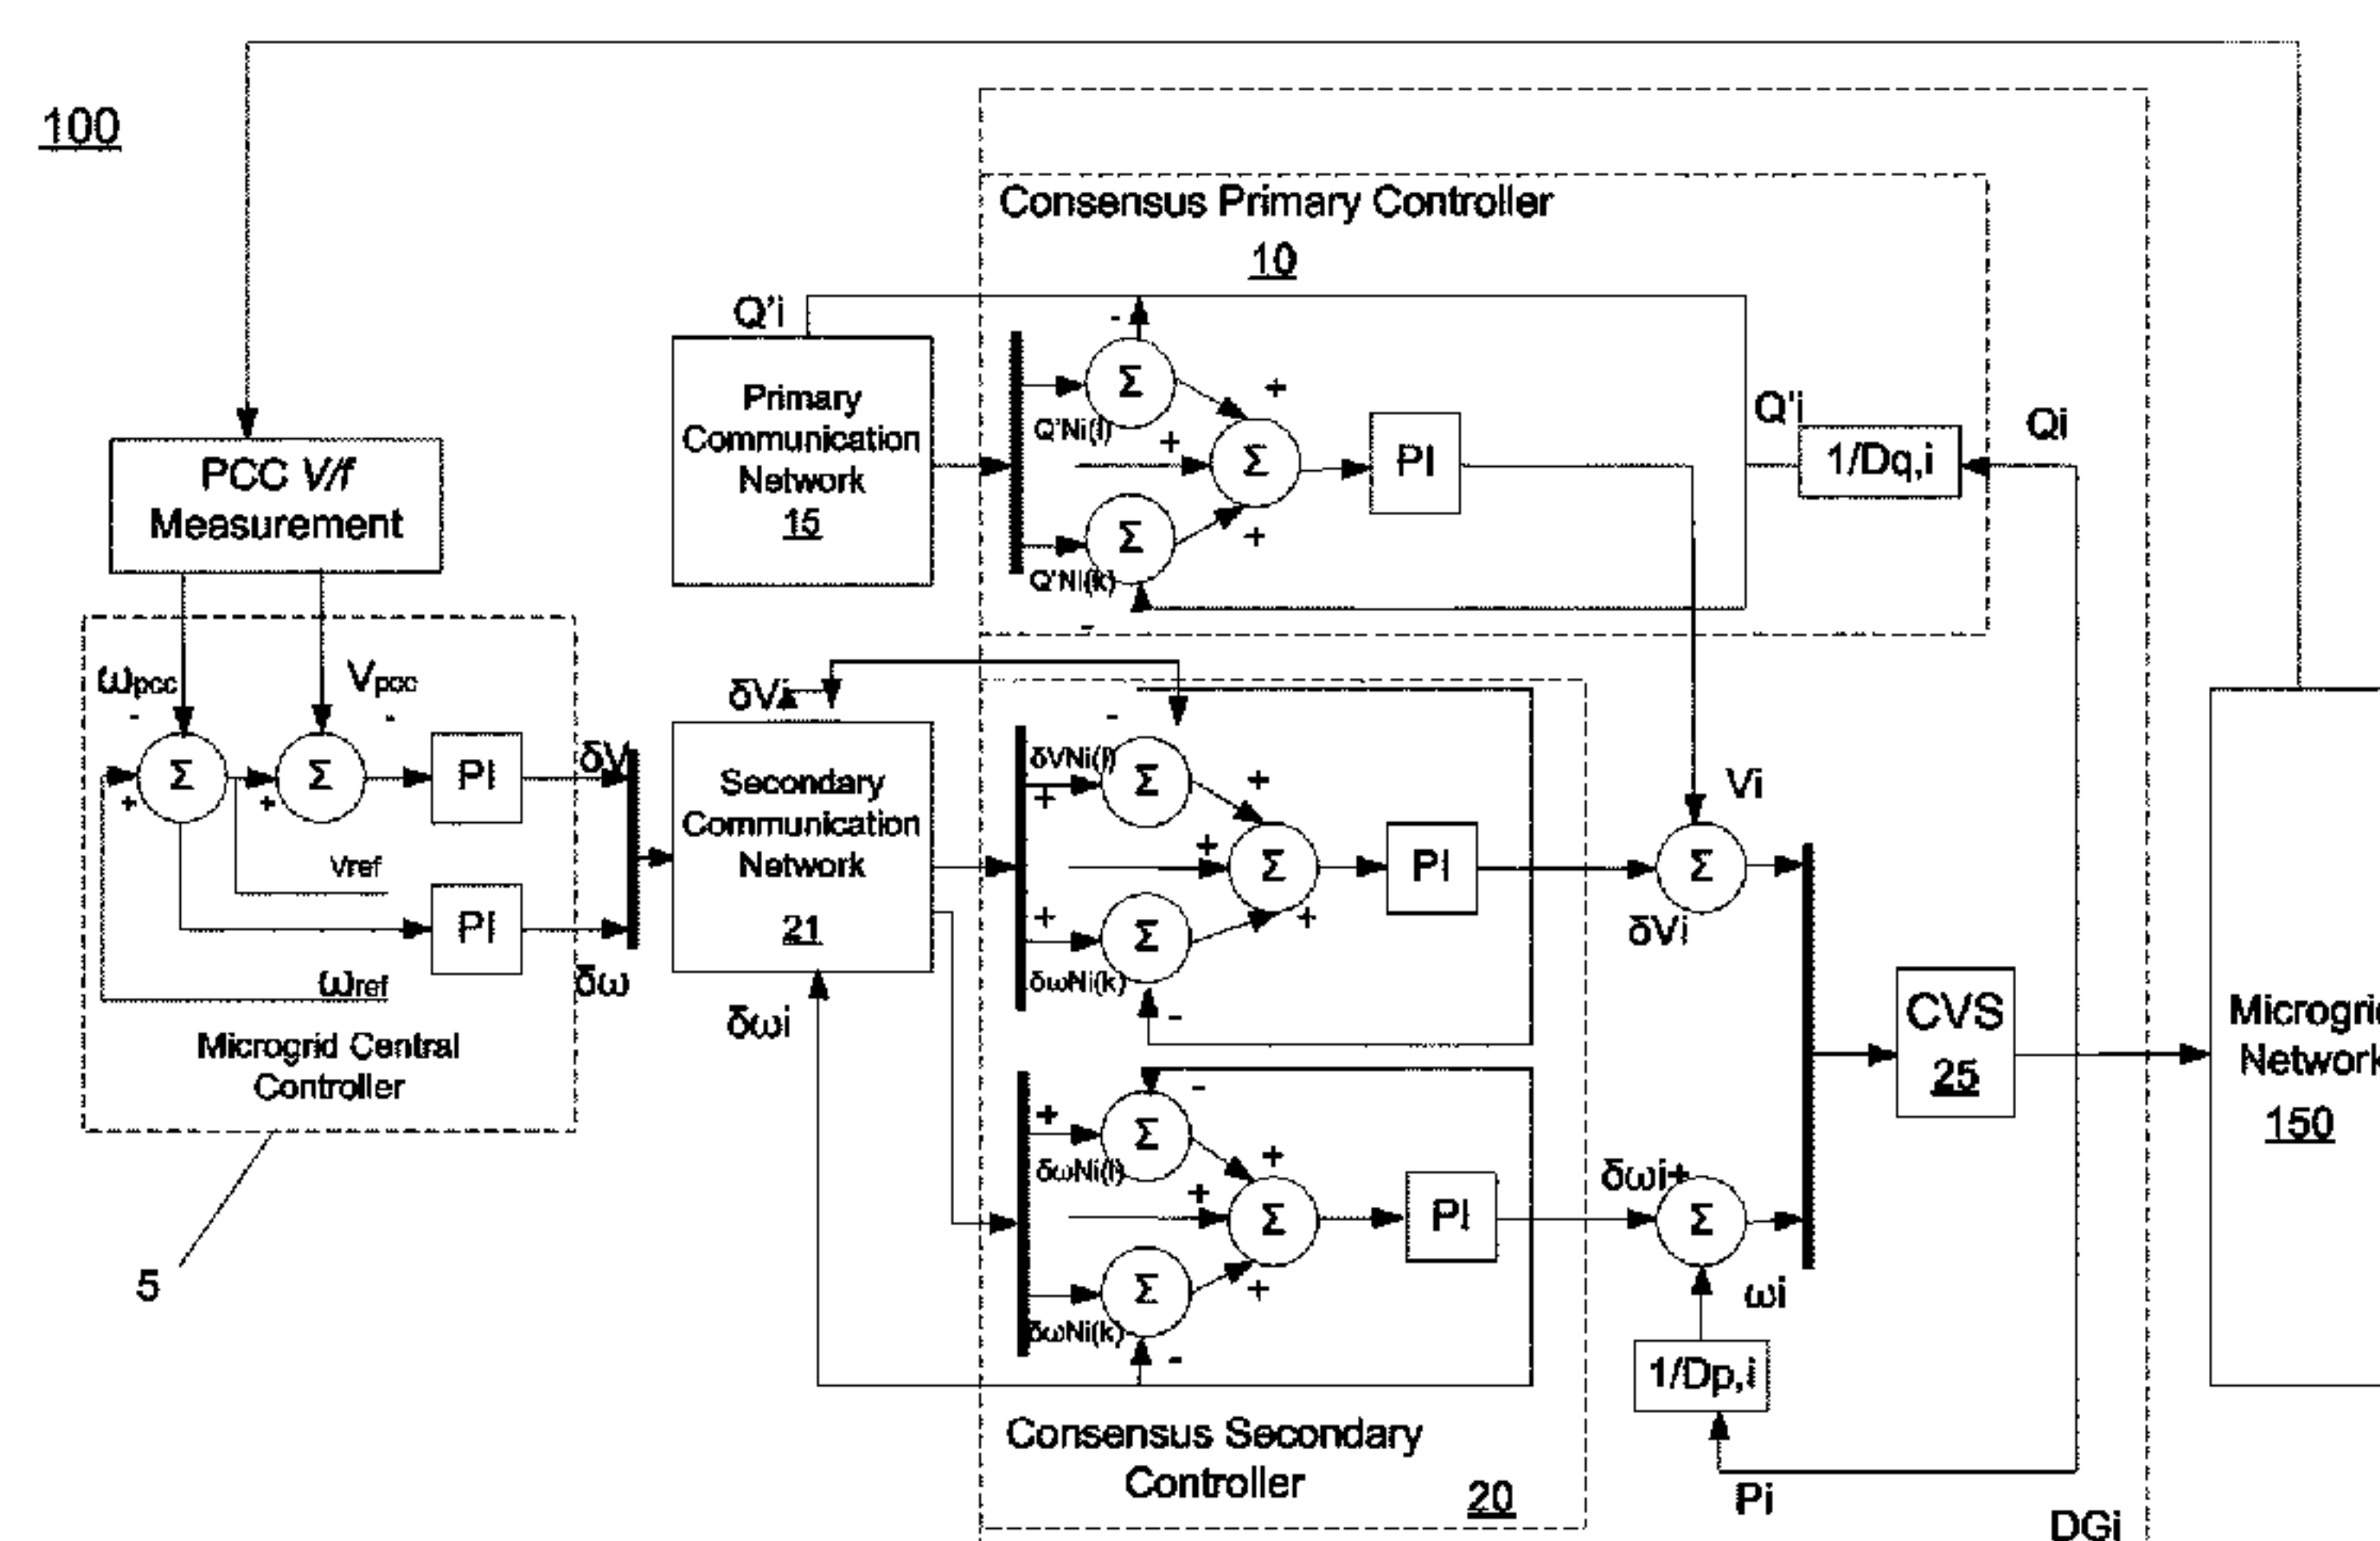 100
Consensus Primary Controller
10
Q'i
Primary
Communication
Network
15
Q'Ni(l)
Q'Ni(k)
-
Σ
Σ
+
+
Σ
+
PI
-
Q'i
1/Dq,i
Qi
PCC V/f
Measurement
ωpcc
-
Vpcc
-
Σ
+
Σ
+
PI
δV
Vref
PI
ωref
δω
Microgrid Central
Controller
5
δVi
Secondary
Communication
Network
21
δωi
-
δVNi(l)
+
Σ
+
+
Σ
PI
+
Σ
+
δωNi(k)
-
Vi
Σ
δVi
CVS
25
-
+
Σ
δωNi(l)
+
+
Σ
PI
Σ
+
δωNi(k)
-
δωi+
Σ
ωi
1/Dp,i
Pi
Consensus Secondary
Controller
20
DGi
Microgrid
Network
150